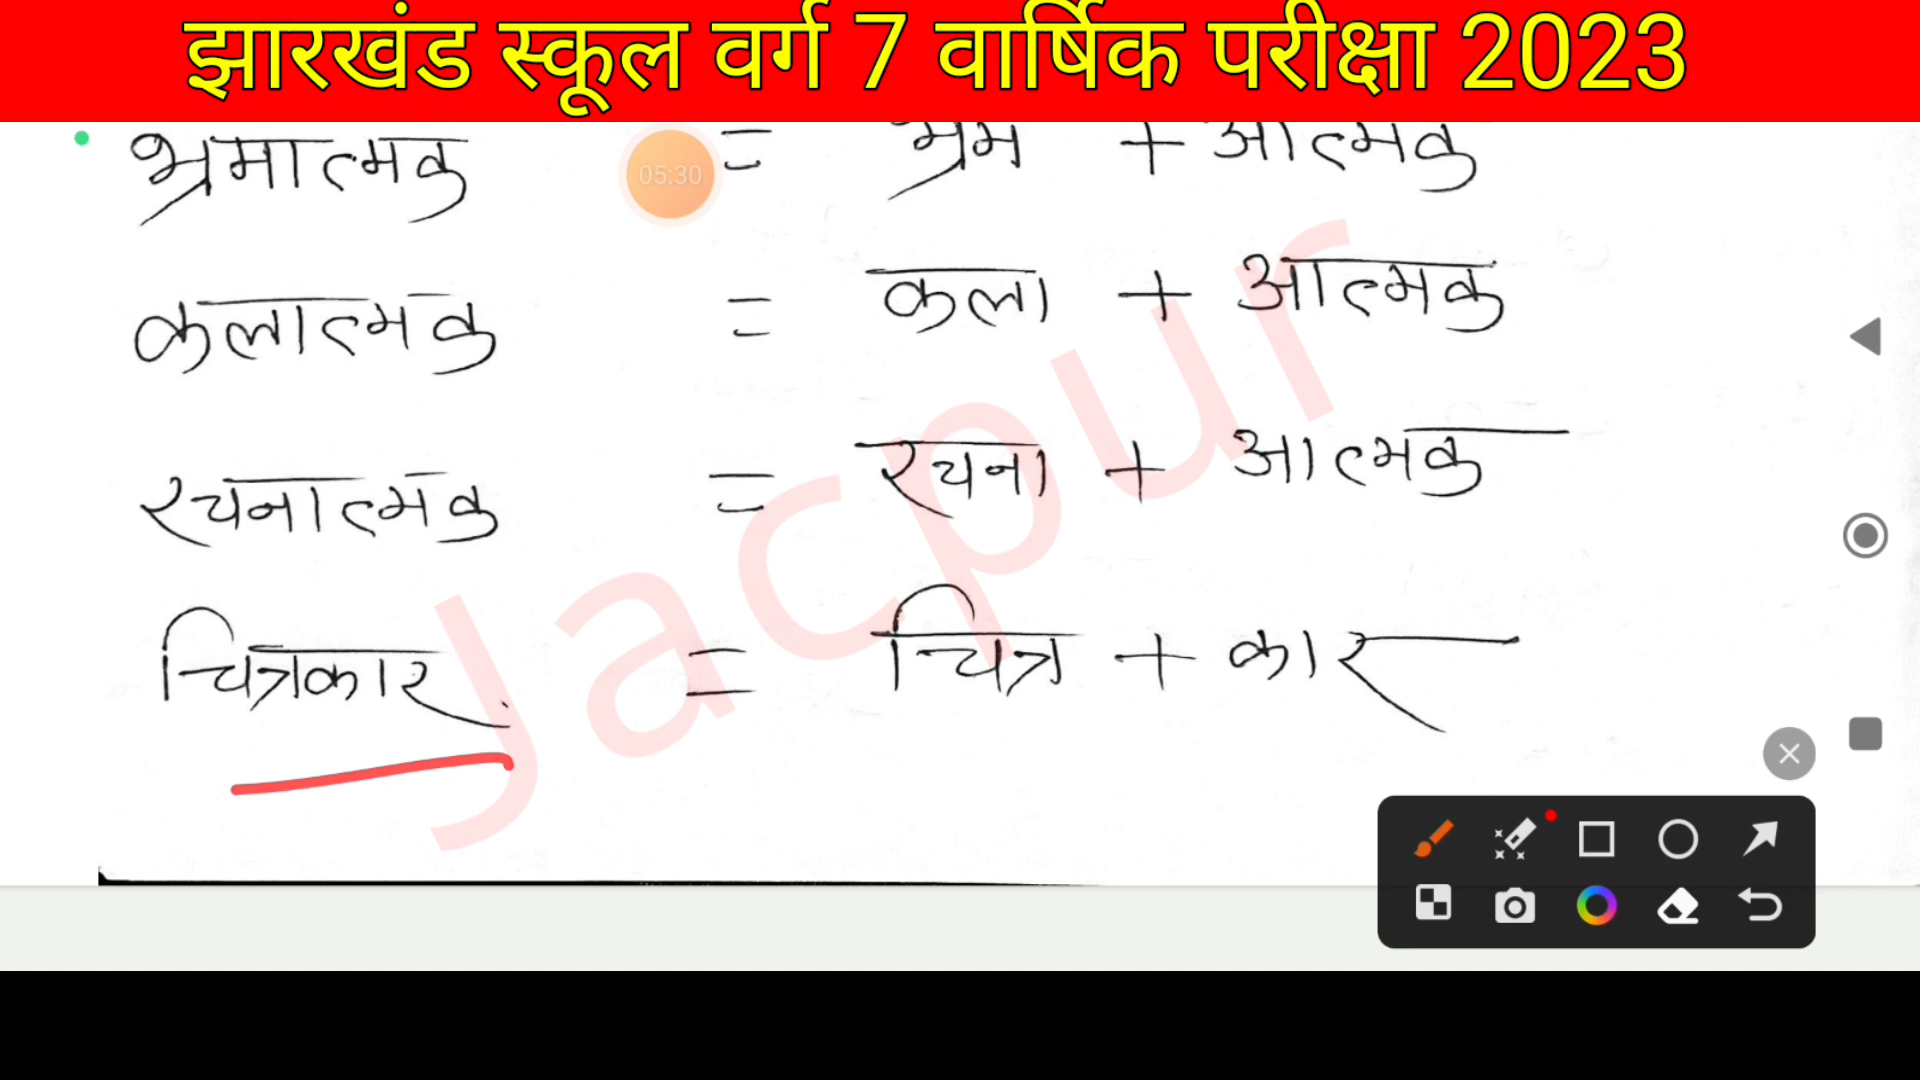 झारखंड स्कूल वर्ग 7 वार्षिक परीक्षा 2023
भ्रमात्मक = भ्रम + आत्मक
05:30
कलात्मक = कला + आत्मक
रचनात्मक = रचना + आत्मक
चित्रकार = चित्र + कार
Jacpur